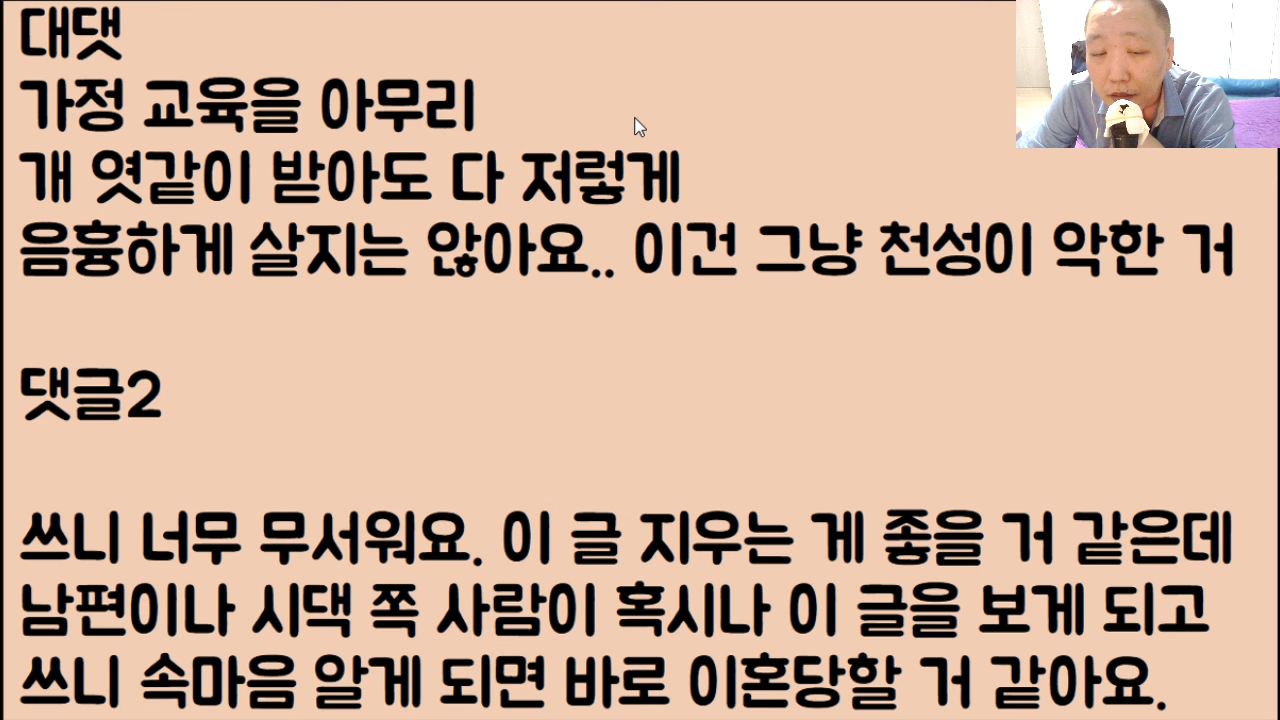 대댓
가정 교육을 아무리
개 엿같이 받아도 다 저렇게
음흉하게 살지는 않아요.. 이건 그냥 천성이 악한 거
댓글2
쓰니 너무 무서워요. 이 글 지우는 게 좋을 거 같은데
남편이나 시댁 쪽 사람이 혹시나 이 글을 보게 되고
쓰니 속마음 알게 되면 바로 이혼당할 거 같아요.